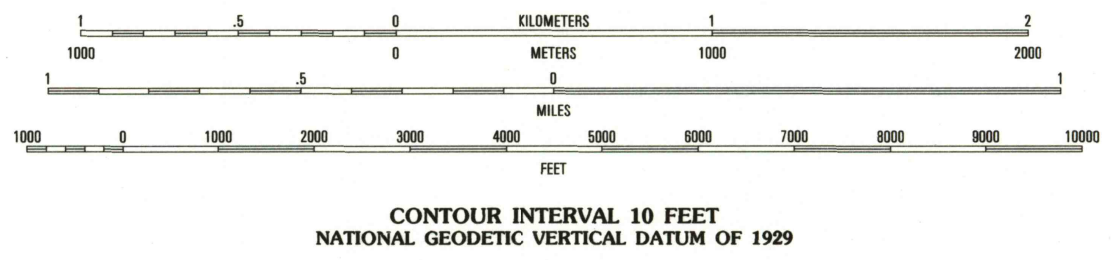 1 .5 0 KILOMETERS 1 2
1000 0 METERS 1000 2000
1 .5 0 1
MILES
1000 0 1000 2000 3000 4000 5000 6000 7000 8000 9000 10000
FEET
CONTOUR INTERVAL 10 FEET
NATIONAL GEODETIC VERTICAL DATUM OF 1929